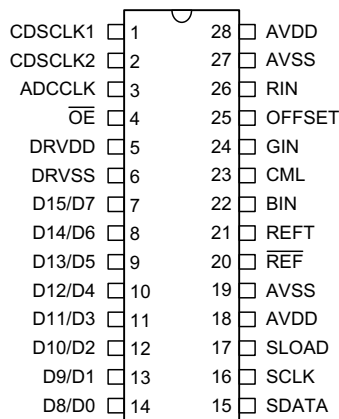 CDSCLK1 1 28 AVDD
CDSCLK2 2 27 AVSS
ADCCLK 3 26 RIN
OE 4 25 OFFSET
DRVDD 5 24 GIN
DRVSS 6 23 CML
D15/D7 7 22 BIN
D14/D6 8 21 REFT
D13/D5 9 20 REF
D12/D4 10 19 AVSS
D11/D3 11 18 AVDD
D10/D2 12 17 SLOAD
D9/D1 13 16 SCLK
D8/D0 14 15 SDATA